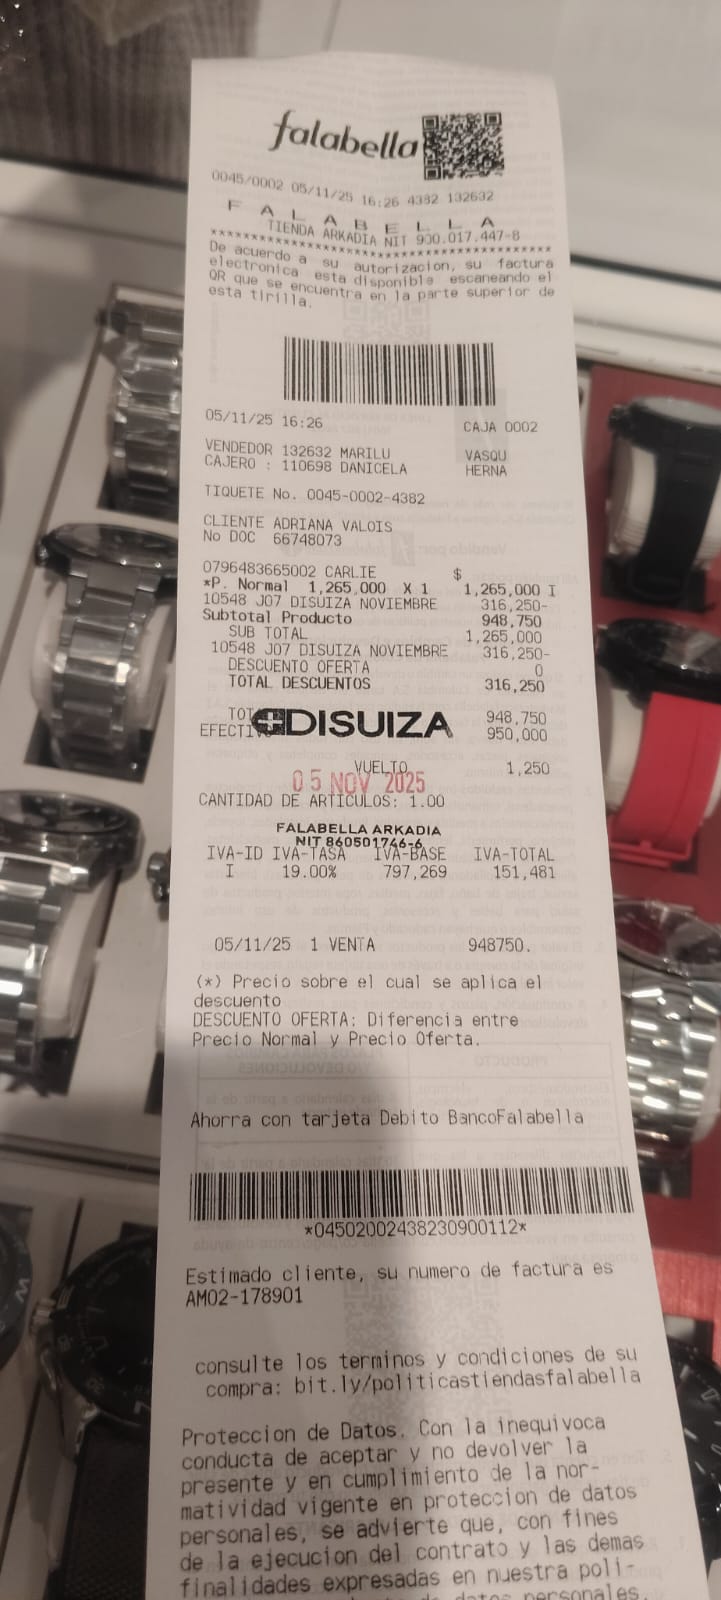 falabella
0045/0002 05/11/25 16:26 4382 132632
F A L A B E L L A
TIENDA ARKADIA NIT 900.017.447-8
****************************************
De acuerdo a su autorizacion, su factura
electronica esta disponible escaneando el
QR que se encuentra en la parte superior de
esta tirilla.
05/11/25 16:26 CAJA 0002
VENDEDOR 132632 MARILU VASQU
CAJERO : 110698 DANICELA HERNA
TIQUETE No. 0045-0002-4382
CLIENTE ADRIANA VALOIS
No DOC 66748073
0796483665002 CARLIE $
*P. Normal 1,265,000 X 1 1,265,000 I
10548 J07 DISUIZA NOVIEMBRE 316,250-
Subtotal Producto 948,750
SUB TOTAL 1,265,000
10548 J07 DISUIZA NOVIEMBRE 316,250-
DESCUENTO OFERTA 0
TOTAL DESCUENTOS 316,250
TOT 948,750
DISUIZA
EFECTIV 950,000
VUELTO 1,250
05 NOV 2025
CANTIDAD DE ARTICULOS: 1.00
FALABELLA ARKADIA
NIT 860501746-6
IVA-ID IVA-TASA IVA-BASE IVA-TOTAL
I 19.00% 797,269 151,481
05/11/25 1 VENTA 948750.
(*) Precio sobre el cual se aplica el
descuento
DESCUENTO OFERTA: Diferencia entre
Precio Normal y Precio Oferta.
Ahorra con tarjeta Debito BancoFalabella
*04502002438230900112*
Estimado cliente, su numero de factura es
AM02-178901
consulte los terminos y condiciones de su
compra: bit.ly/politicastiendasfalabella
Proteccion de Datos. Con la inequivoca
conducta de aceptar y no devolver la
presente y en cumplimiento de la nor-
matividad vigente en proteccion de datos
personales, se advierte que, con fines
de la ejecucion del contrato y las demas
finalidades expresadas en nuestra poli-
datos personales,